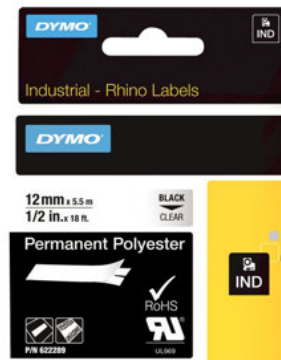 DYMO
IND
Industrial - Rhino Labels
DYMO
12mm x 5.5 m
1/2 in. x 18 ft.
BLACK
CLEAR
Permanent Polyester
RoHS
P/N 622289
UL969
IND